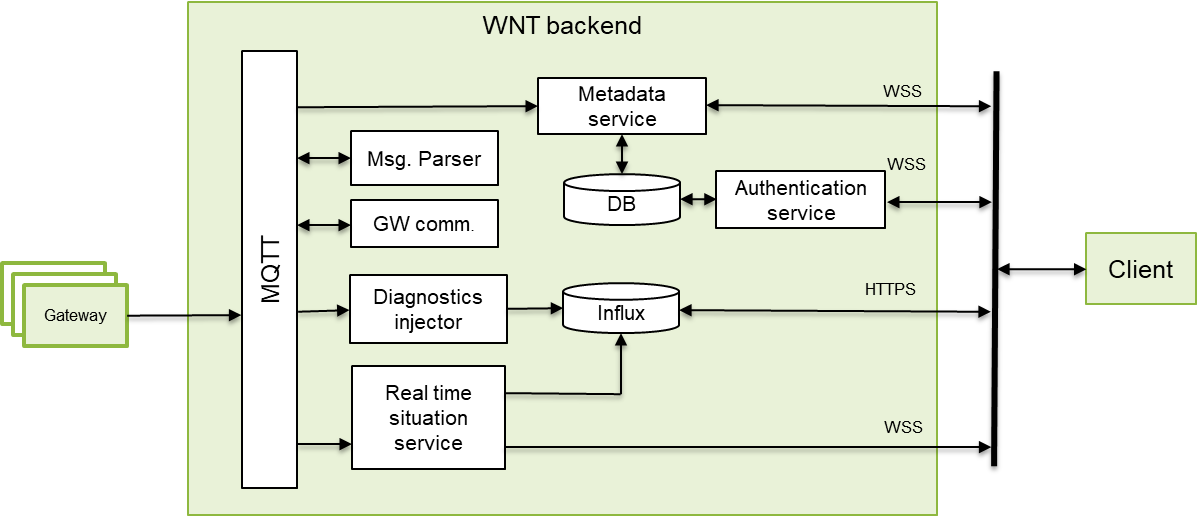 WNT backend
MQTT
Metadada
service
WSS
Msg. Parser
WSS
DB
Authentication
service
GW comm.
Gateway
Diagnostics
injector
Influx
HTTPS
Client
Real time
situation
service
WSS